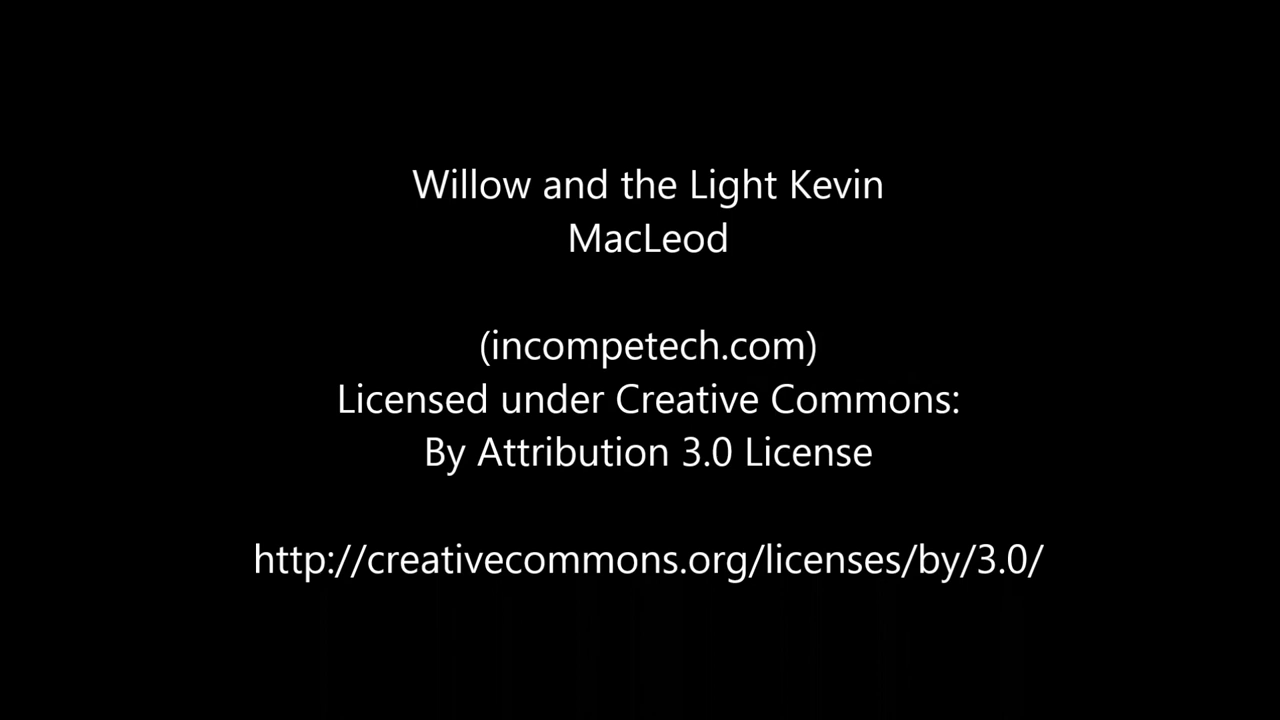 Willow and the Light Kevin
MacLeod
(incompetech.com)
Licensed under Creative Commons:
By Attribution 3.0 License
http://creativecommons.org/licenses/by/3.0/